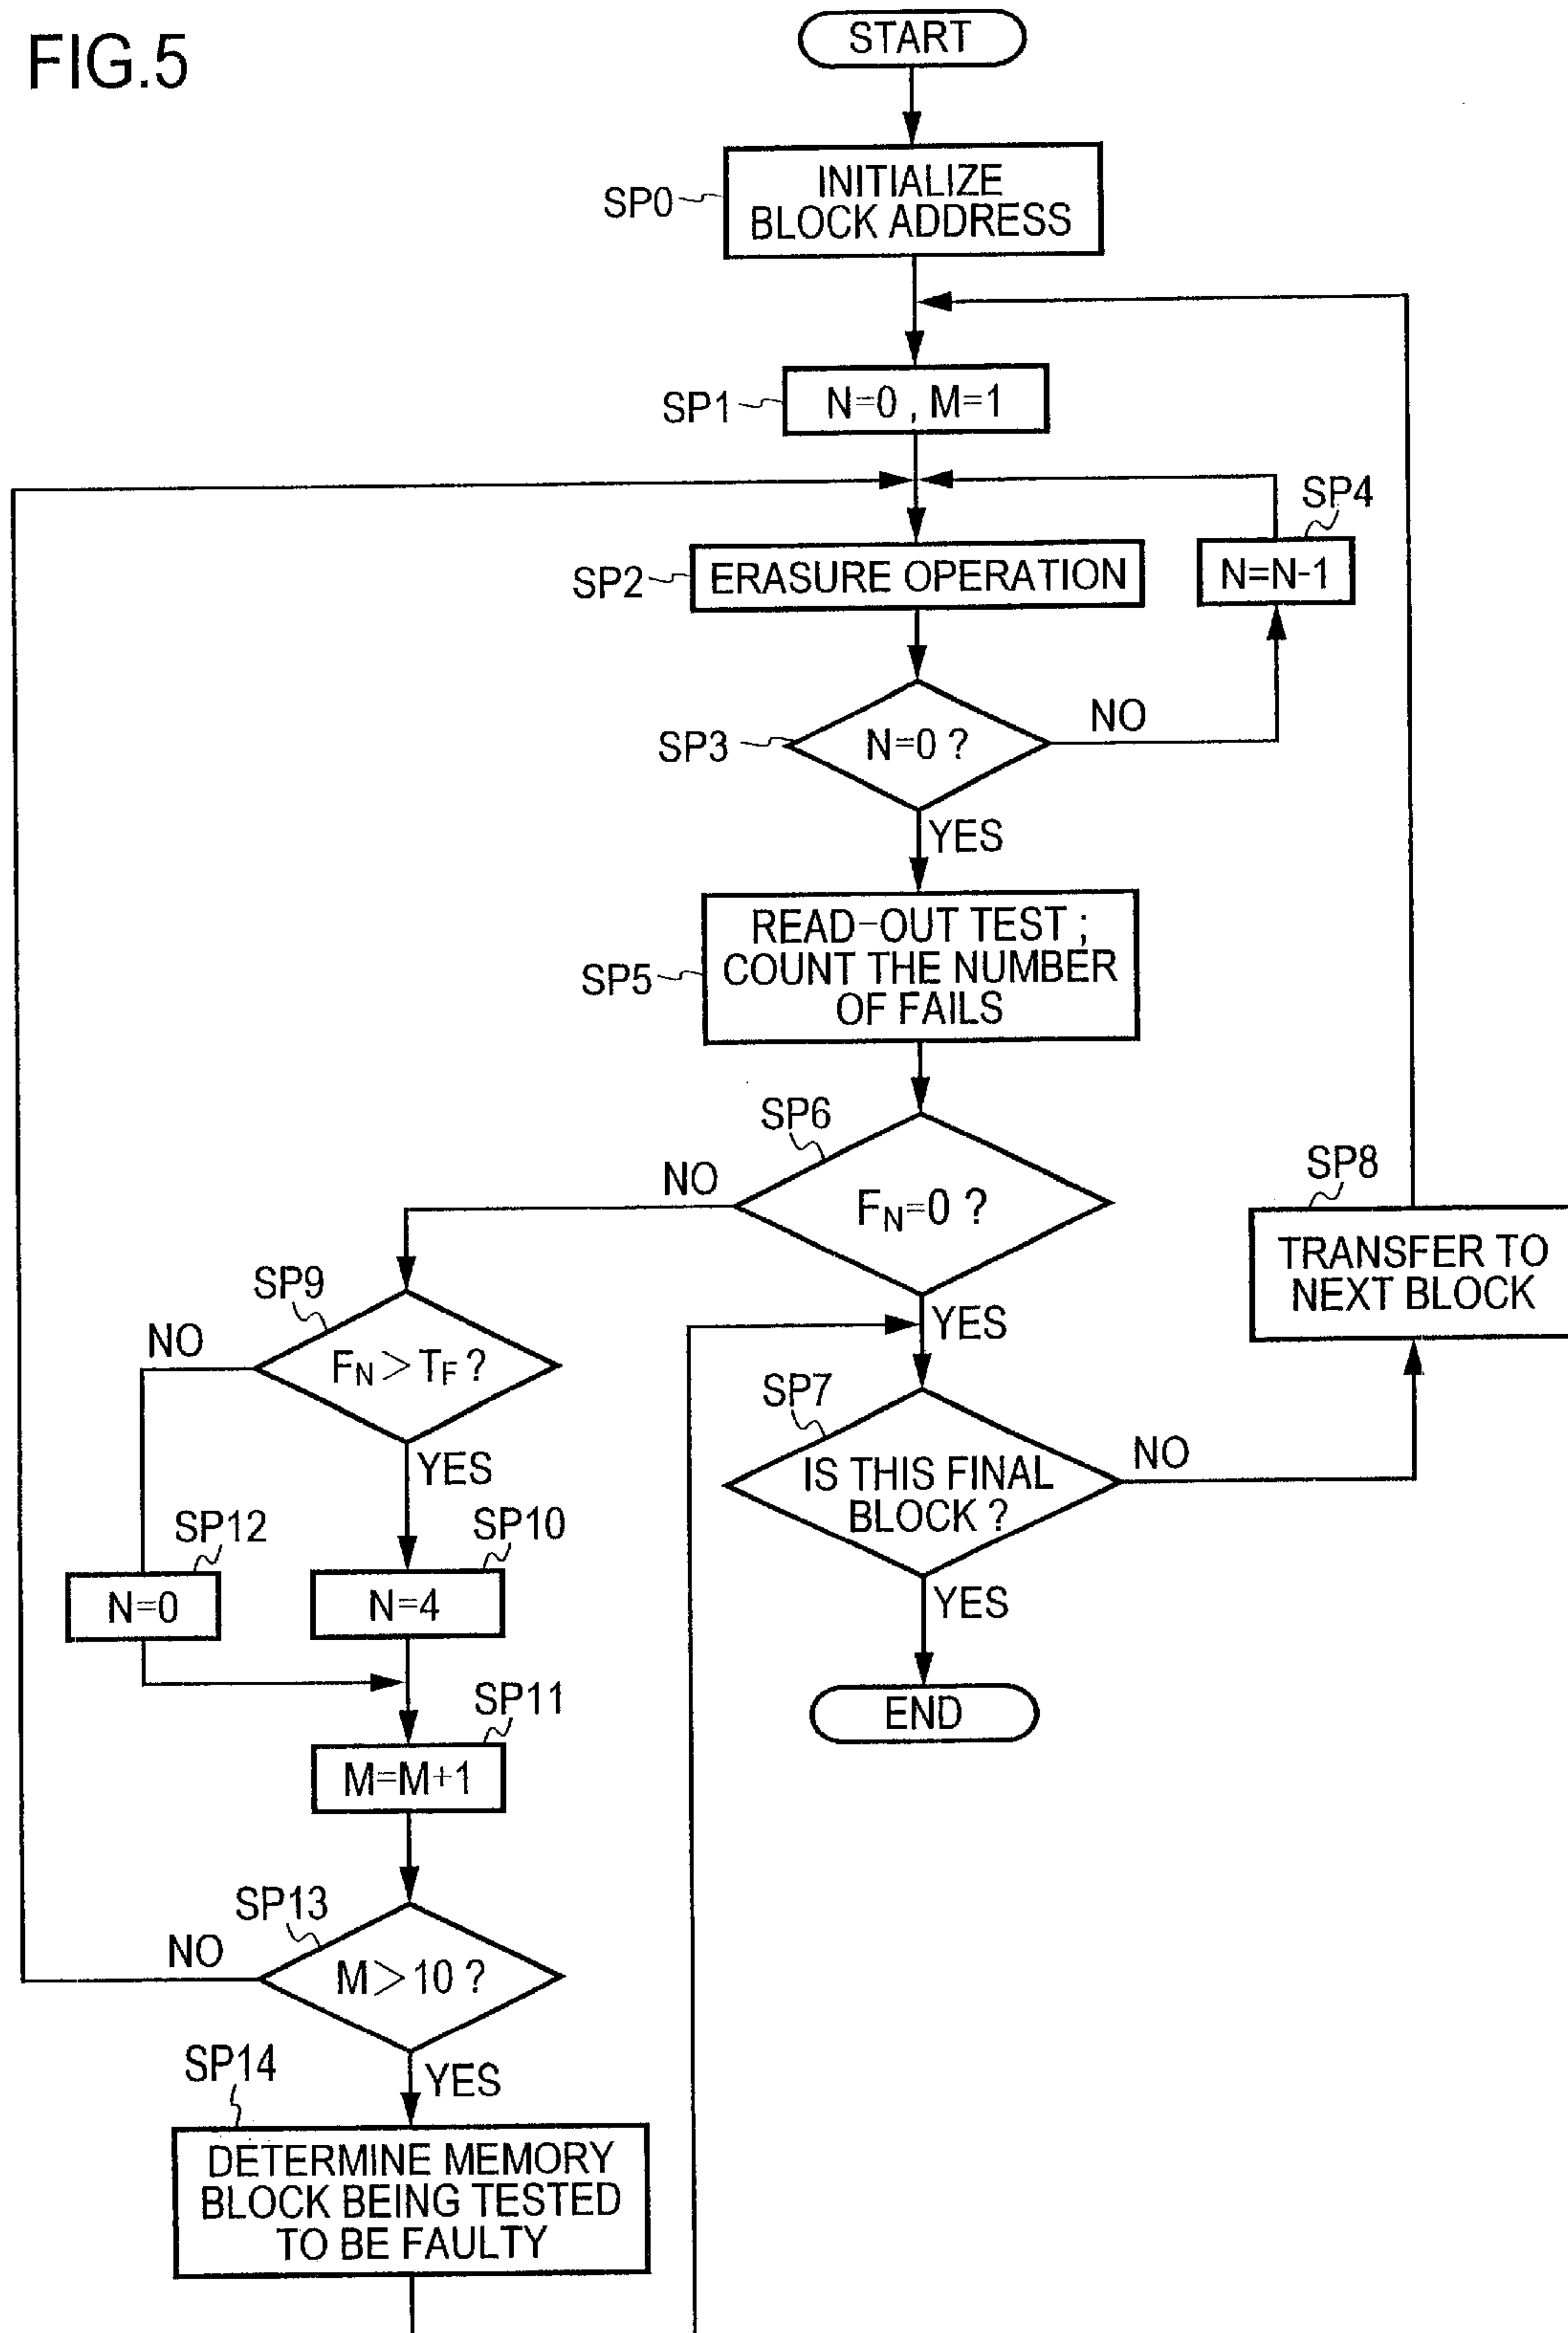 FIG.5
START
SP0
INITIALIZE
BLOCK ADDRESS
SP1
N=0 , M=1
SP4
SP2
ERASURE OPERATION
N=N-1
SP3
N=0 ?
NO
YES
SP5
READ-OUT TEST ;
COUNT THE NUMBER
OF FAILS
SP6
NO
FN=0 ?
YES
SP8
TRANSFER TO
NEXT BLOCK
SP9
NO
FN>TF ?
YES
SP7
IS THIS FINAL
BLOCK ?
NO
YES
SP12
N=0
SP10
N=4
END
SP11
M=M+1
SP13
NO
M>10 ?
YES
SP14
DETERMINE MEMORY
BLOCK BEING TESTED
TO BE FAULTY